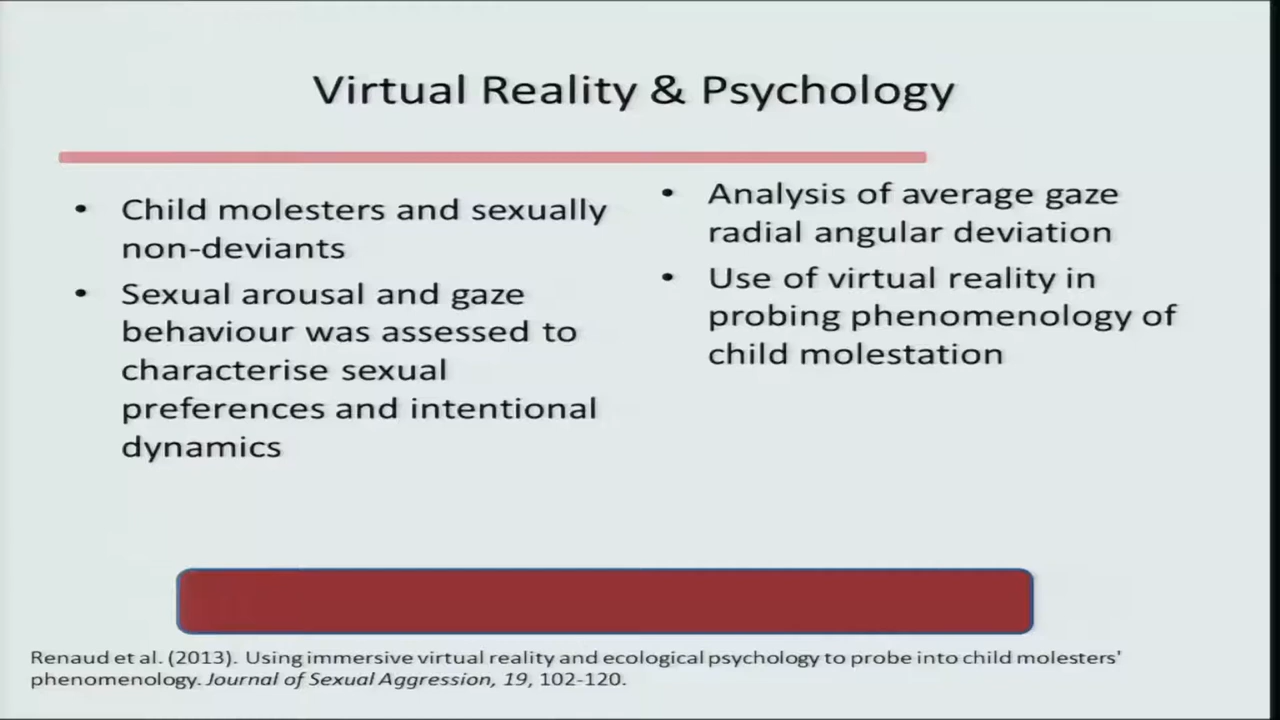 Virtual Reality & Psychology
• Child molesters and sexually
non-deviants
• Sexual arousal and gaze
behaviour was assessed to
characterise sexual
preferences and intentional
dynamics
• Analysis of average gaze
radial angular deviation
• Use of virtual reality in
probing phenomenology of
child molestation
Renaud et al. (2013). Using immersive virtual reality and ecological psychology to probe into child molesters'
phenomenology. Journal of Sexual Aggression, 19, 102-120.